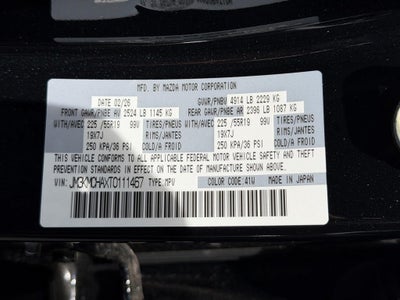 MFD. BY MAZDA MOTOR CORPORATION
DATE 02/26 GVWR/PNBV 4914 LB 2229 KG
FRONT GAWR/PNBE AV 2524 LB 1145 KG REAR GAWR/PNBE AR 2396 LB 1087 KG
WITH/AVEC 225/55R19 99V TIRES/PNEUS WITH/AVEC 225/55R19 99V TIRES/PNEUS
19X7J RIMS/JANTES 19X7J RIMS/JANTES
250 KPA/36 PSI COLD/A FROID 250 KPA/36 PSI COLD/A FROID
THIS VEHICLE CONFORMS TO ALL APPLICABLE FEDERAL MOTOR VEHICLE SAFETY AND THEFT
PREVENTION STANDARDS IN EFFECT ON THE DATE OF MANUFACTURE SHOWN ABOVE.
VIN: TYPE: MPV COLOR CODE: 41W MADE IN JAPAN